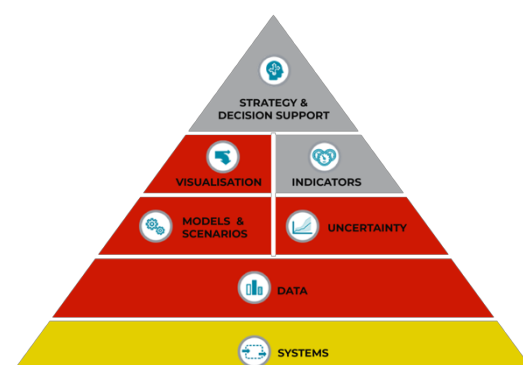 STRATEGY &
DECISION SUPPORT
VISUALISATION
INDICATORS
MODELS &
SCENARIOS
UNCERTAINTY
DATA
SYSTEMS